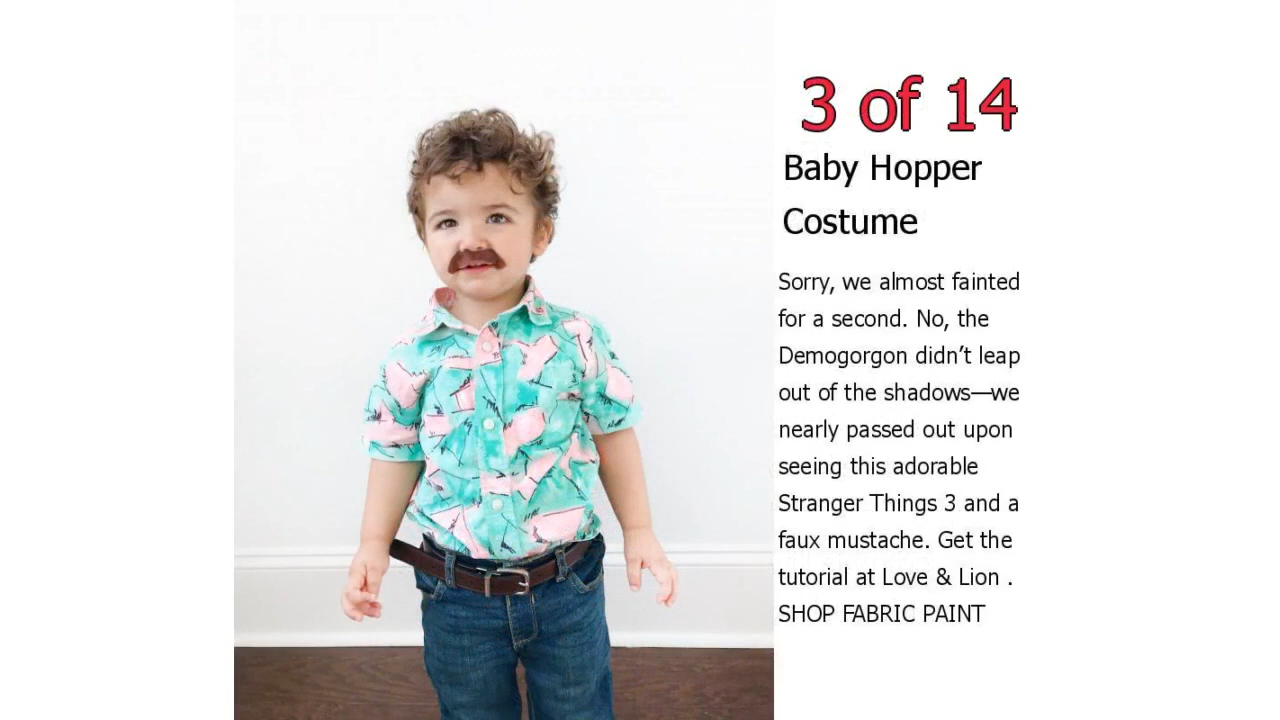 3 of 14
Baby Hopper
Costume
Sorry, we almost fainted
for a second. No, the
Demogorgon didn’t leap
out of the shadows—we
nearly passed out upon
seeing this adorable
Stranger Things 3 and a
faux mustache. Get the
tutorial at Love & Lion .
SHOP FABRIC PAINT